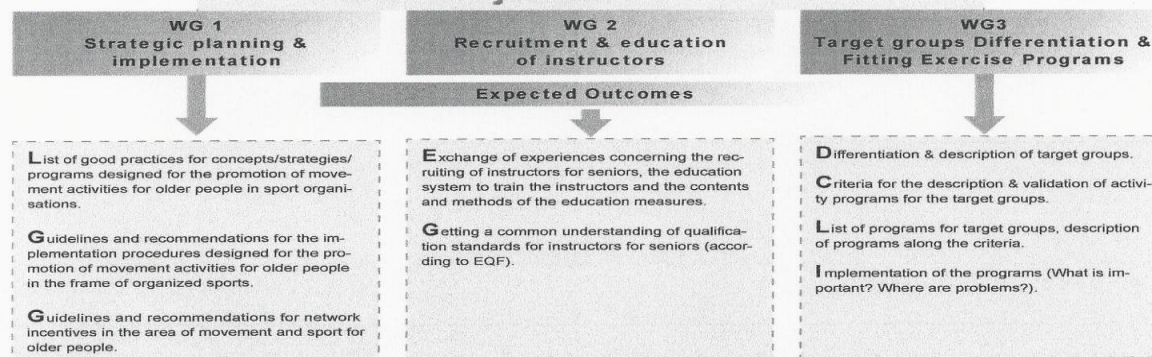 WG 1
Strategic planning &
implementation
WG 2
Recruitment & education
of instructors
WG3
Target groups Differentiation &
Fitting Exercise Programs
Expected Outcomes
List of good practices for concepts/strategies/
programs designed for the promotion of move-
ment activities for older people in sport organi-
sations.
Guidelines and recommendations for the im-
plementation procedures designed for the pro-
motion of movement activities for older people
in the frame of organized sports.
Guidelines and recommendations for network
incentives in the area of movement and sport for
older people.
Exchange of experiences concerning the rec-
ruiting of instructors for seniors, the education
system to train the instructors and the contents
and methods of the education measures.
Getting a common understanding of qualifica-
tion standards for instructors for seniors (accor-
ding to EQF).
Differentiation & description of target groups.
Criteria for the description & validation of activi-
ty programs for the target groups.
List of programs for target groups, description
of programs along the criteria.
Implementation of the programs (What is im-
portant? Where are problems?).